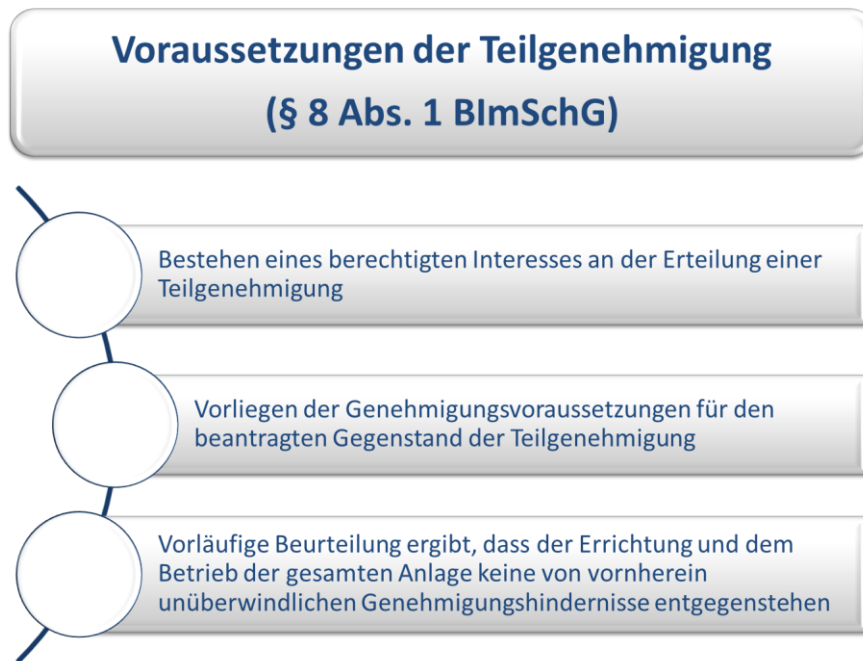 Voraussetzungen der Teilgenehmigung
(§ 8 Abs. 1 BImSchG)
Bestehen eines berechtigten Interesses an der Erteilung einer
Teilgenehmigung
Vorliegen der Genehmigungsvoraussetzungen für den
beantragten Gegenstand der Teilgenehmigung
Vorläufige Beurteilung ergibt, dass der Errichtung und dem
Betrieb der gesamten Anlage keine von vornherein
unüberwindlichen Genehmigungshindernisse entgegenstehen